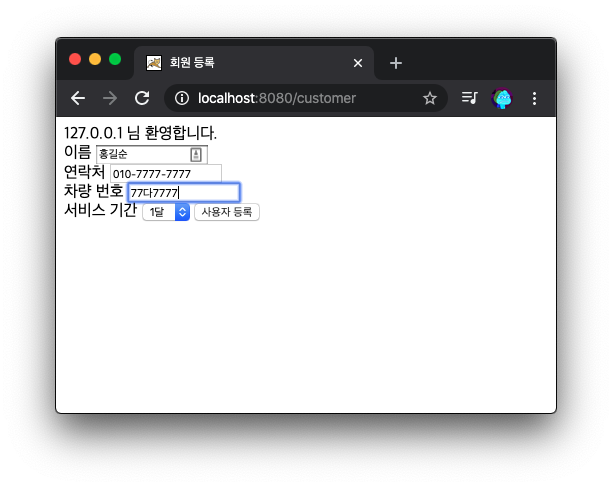 회원 등록
localhost:8080/customer
127.0.0.1 님 환영합니다.
이름 홍길순
연락처 010-7777-7777
차량 번호 77다7777
서비스 기간 1달 사용자 등록